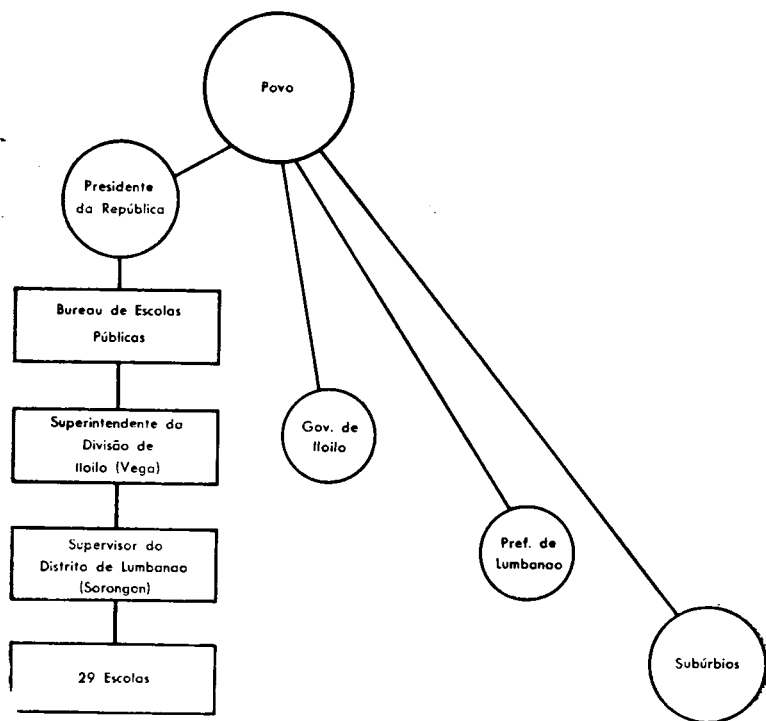 Povo
Presidente
da República
Bureau de Escolas
Públicas
Superintendente da
Divisão de
Iloilo (Vega)
Gov. de
Iloilo
Supervisor do
Distrito de Lumbanao
(Sorongon)
Pref. de
Lumbanao
29 Escolas
Subúrbios